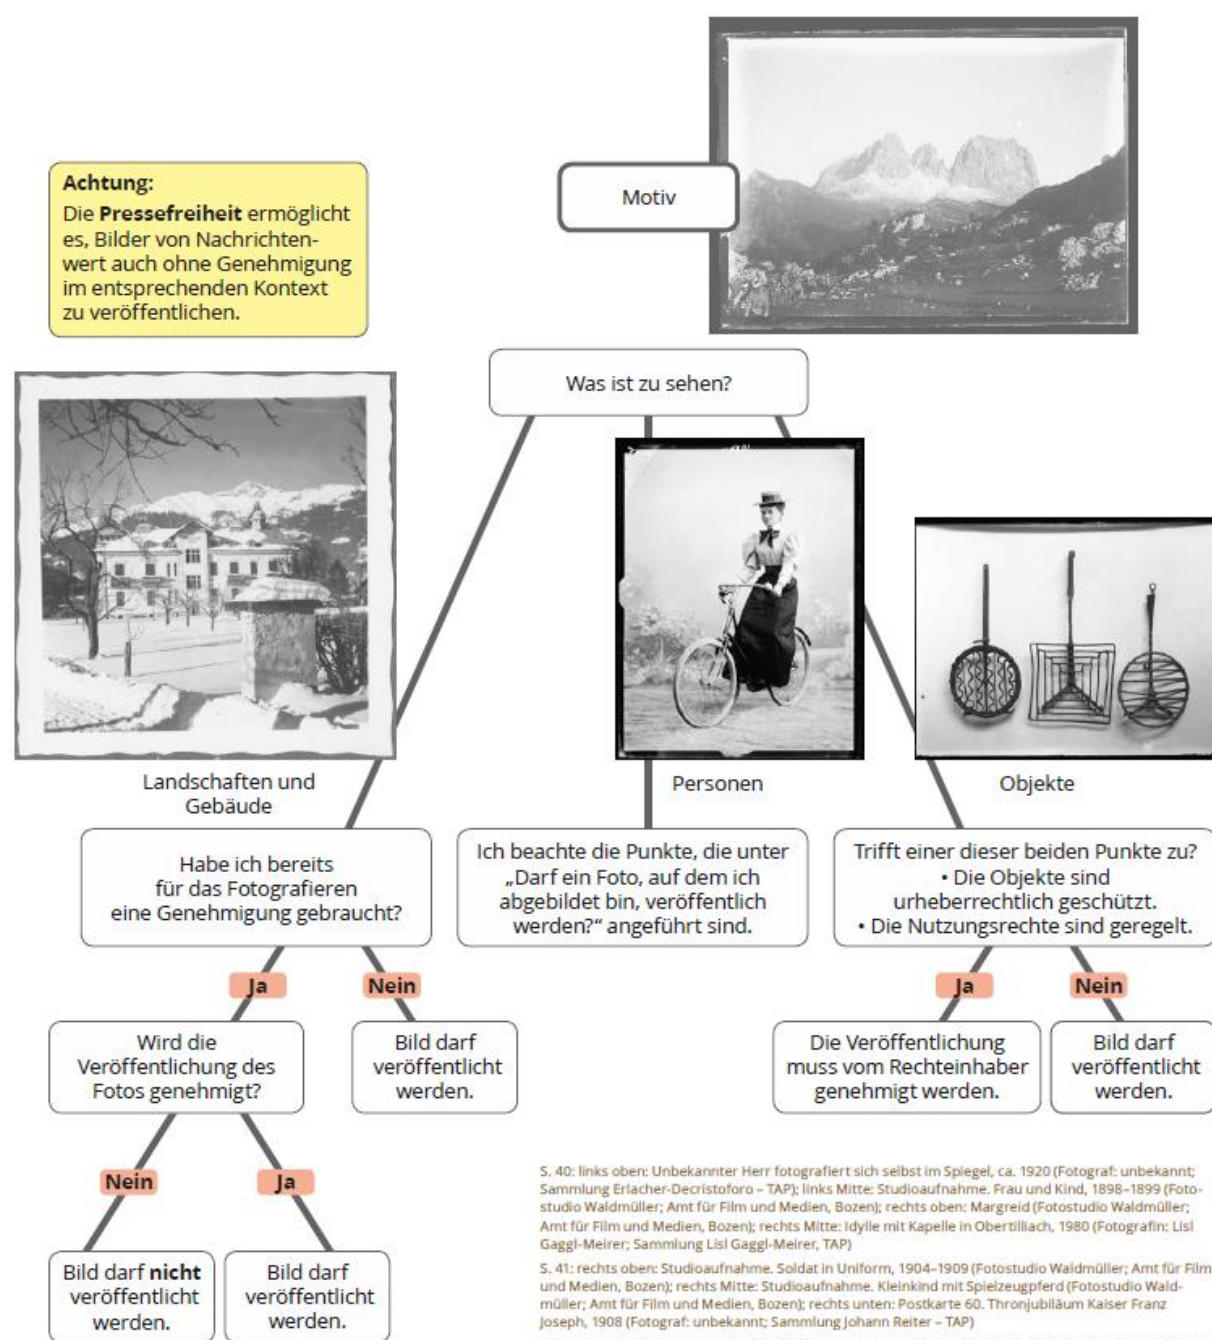 Achtung:
Die Pressefreiheit ermöglicht
es, Bilder von Nachrichten-
wert auch ohne Genehmigung
im entsprechenden Kontext
zu veröffentlichen.
Motiv
Was ist zu sehen?
Landschaften und
Gebäude
Personen
Objekte
Habe ich bereits
für das Fotografieren
eine Genehmigung gebraucht?
Ich beachte die Punkte, die unter
„Darf ein Foto, auf dem ich
abgebildet bin, veröffentlich
werden?“ angeführt sind.
Trifft einer dieser beiden Punkte zu?
• Die Objekte sind
urheberrechtlich geschützt.
• Die Nutzungsrechte sind geregelt.
Ja
Nein
Ja
Nein
Wird die
Veröffentlichung des
Fotos genehmigt?
Bild darf
veröffentlicht
werden.
Die Veröffentlichung
muss vom Rechteinhaber
genehmigt werden.
Bild darf
veröffentlicht
werden.
Nein
Ja
Bild darf nicht
veröffentlicht
werden.
Bild darf
veröffentlicht
werden.
S. 40: links oben: Unbekannter Herr fotografiert sich selbst im Spiegel, ca. 1920 (Fotograf: unbekannt;
Sammlung Erlacher-Decristoforo – TAP); links Mitte: Studioaufnahme. Frau und Kind, 1898–1899 (Foto-
studio Waldmüller; Amt für Film und Medien, Bozen); rechts oben: Margreid (Fotostudio Waldmüller;
Amt für Film und Medien, Bozen); rechts Mitte: Idylle mit Kapelle in Obertilliach, 1980 (Fotografin: Lisl
Gaggl-Meirer; Sammlung Lisl Gaggl-Meirer, TAP)
S. 41: rechts oben: Studioaufnahme. Soldat in Uniform, 1904–1909 (Fotostudio Waldmüller; Amt für Film
und Medien, Bozen); rechts Mitte: Studioaufnahme. Kleinkind mit Spielzeugpferd (Fotostudio Wald-
müller; Amt für Film und Medien, Bozen); rechts unten: Postkarte 60. Thronjubiläum Kaiser Franz
Joseph, 1908 (Fotograf: unbekannt; Sammlung Johann Reiter – TAP)